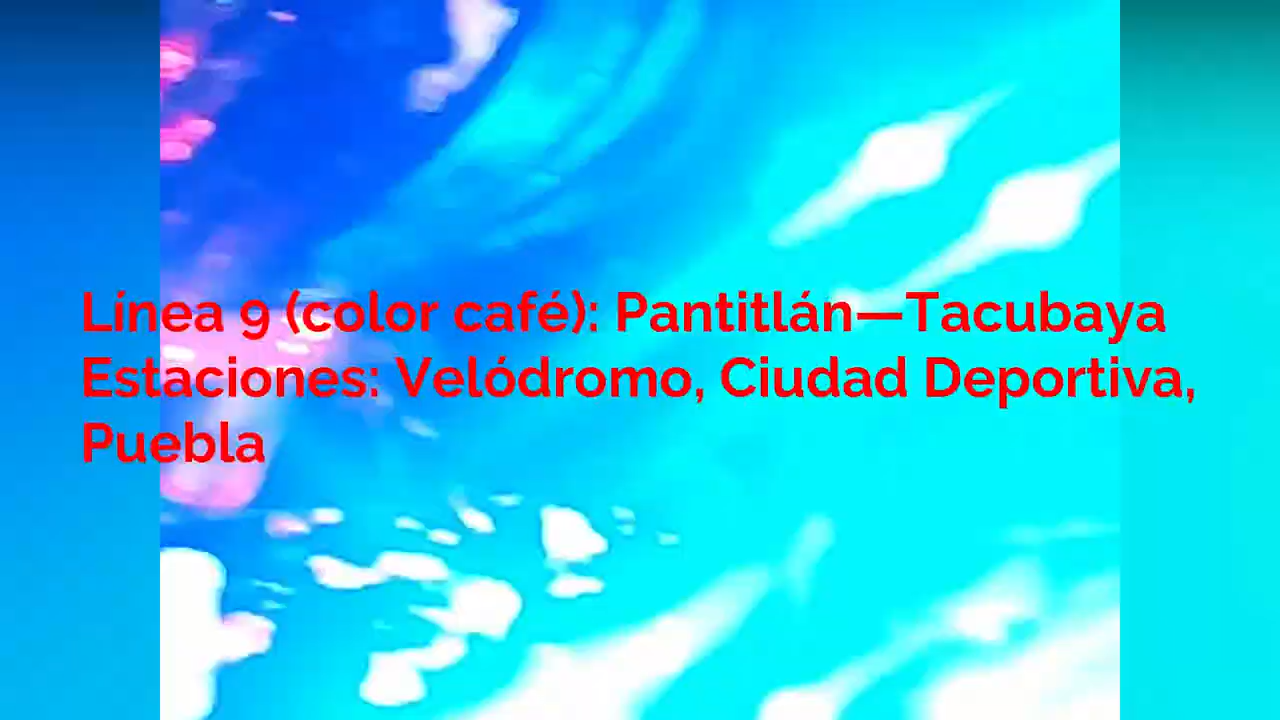 Línea 9 (color café): Pantitlán—Tacubaya
Estaciones: Velódromo, Ciudad Deportiva,
Puebla